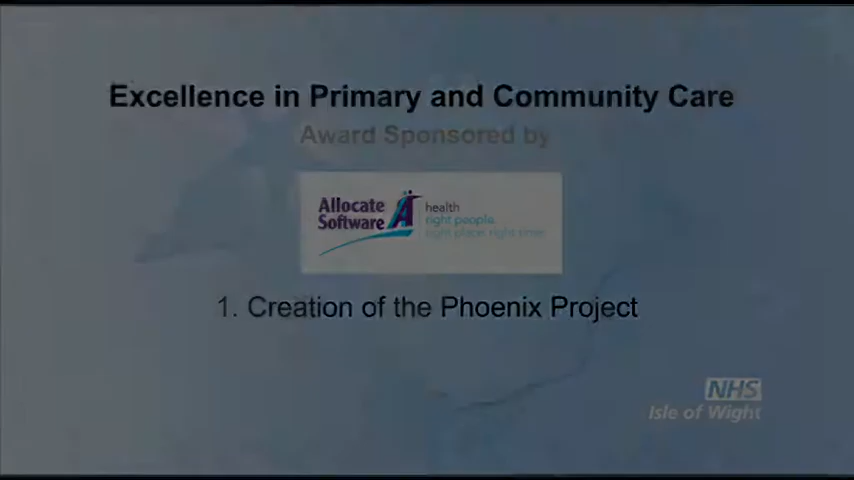 Excellence in Primary and Community Care
Award Sponsored by
Allocate
Software
health
right people
right place, right time
1. Creation of the Phoenix Project
NHS
Isle of Wight